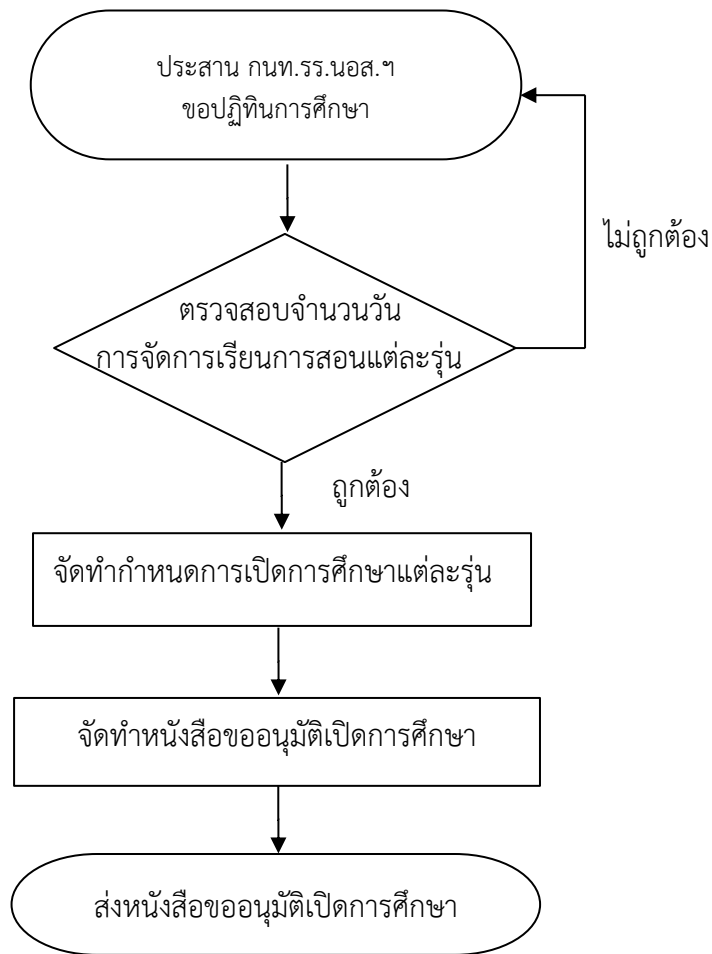 ประสาน กนท.รร.นอส.ฯ
ขอปฏิทินการศึกษา
ไม่ถูกต้อง
ตรวจสอบจำนวนวัน
การจัดการเรียนการสอนแต่ละรุ่น
ถูกต้อง
จัดทำกำหนดการเปิดการศึกษาแต่ละรุ่น
จัดทำหนังสือขออนุมัติเปิดการศึกษา
ส่งหนังสือขออนุมัติเปิดการศึกษา